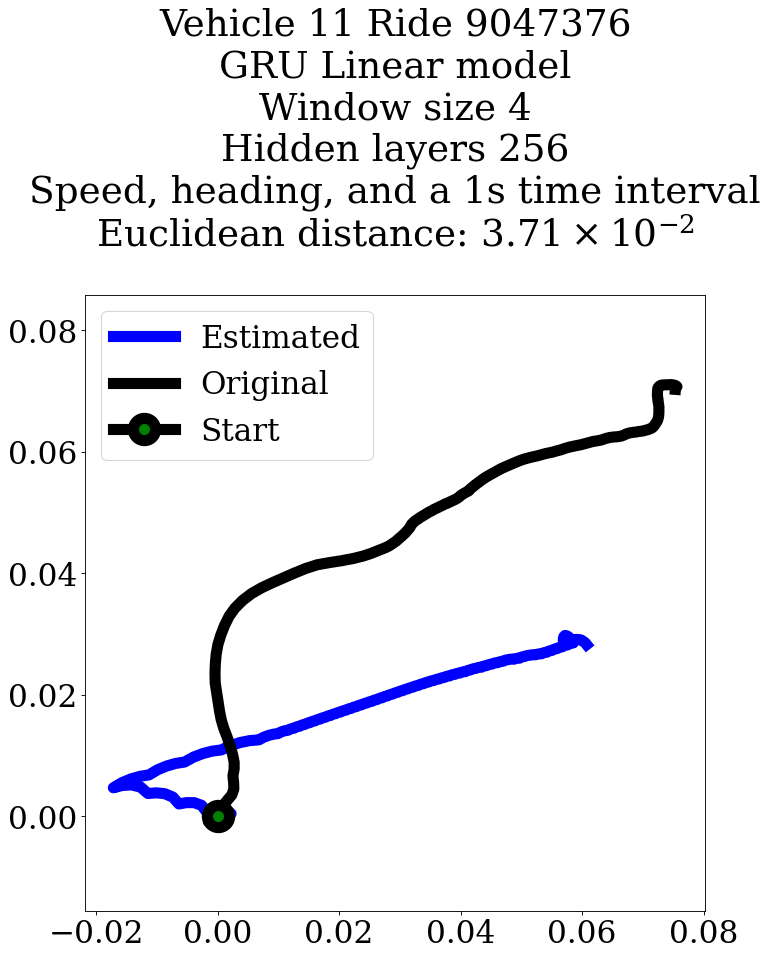 Vehicle 11 Ride 9047376
GRU Linear model
Window size 4
Hidden layers 256
Speed, heading, and a 1s time interval
Euclidean distance: 3.71 × 10⁻²
Estimated
Original
Start
0.08
0.06
0.04
0.02
0.00
−0.02 0.00 0.02 0.04 0.06 0.08